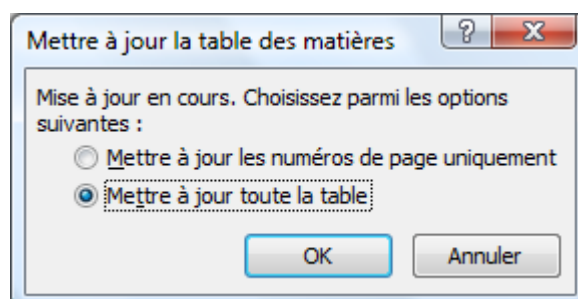 Mettre à jour la table des matières
Mise à jour en cours. Choisissez parmi les options
suivantes :
Mettre à jour les numéros de page uniquement
Mettre à jour toute la table
OK Annuler